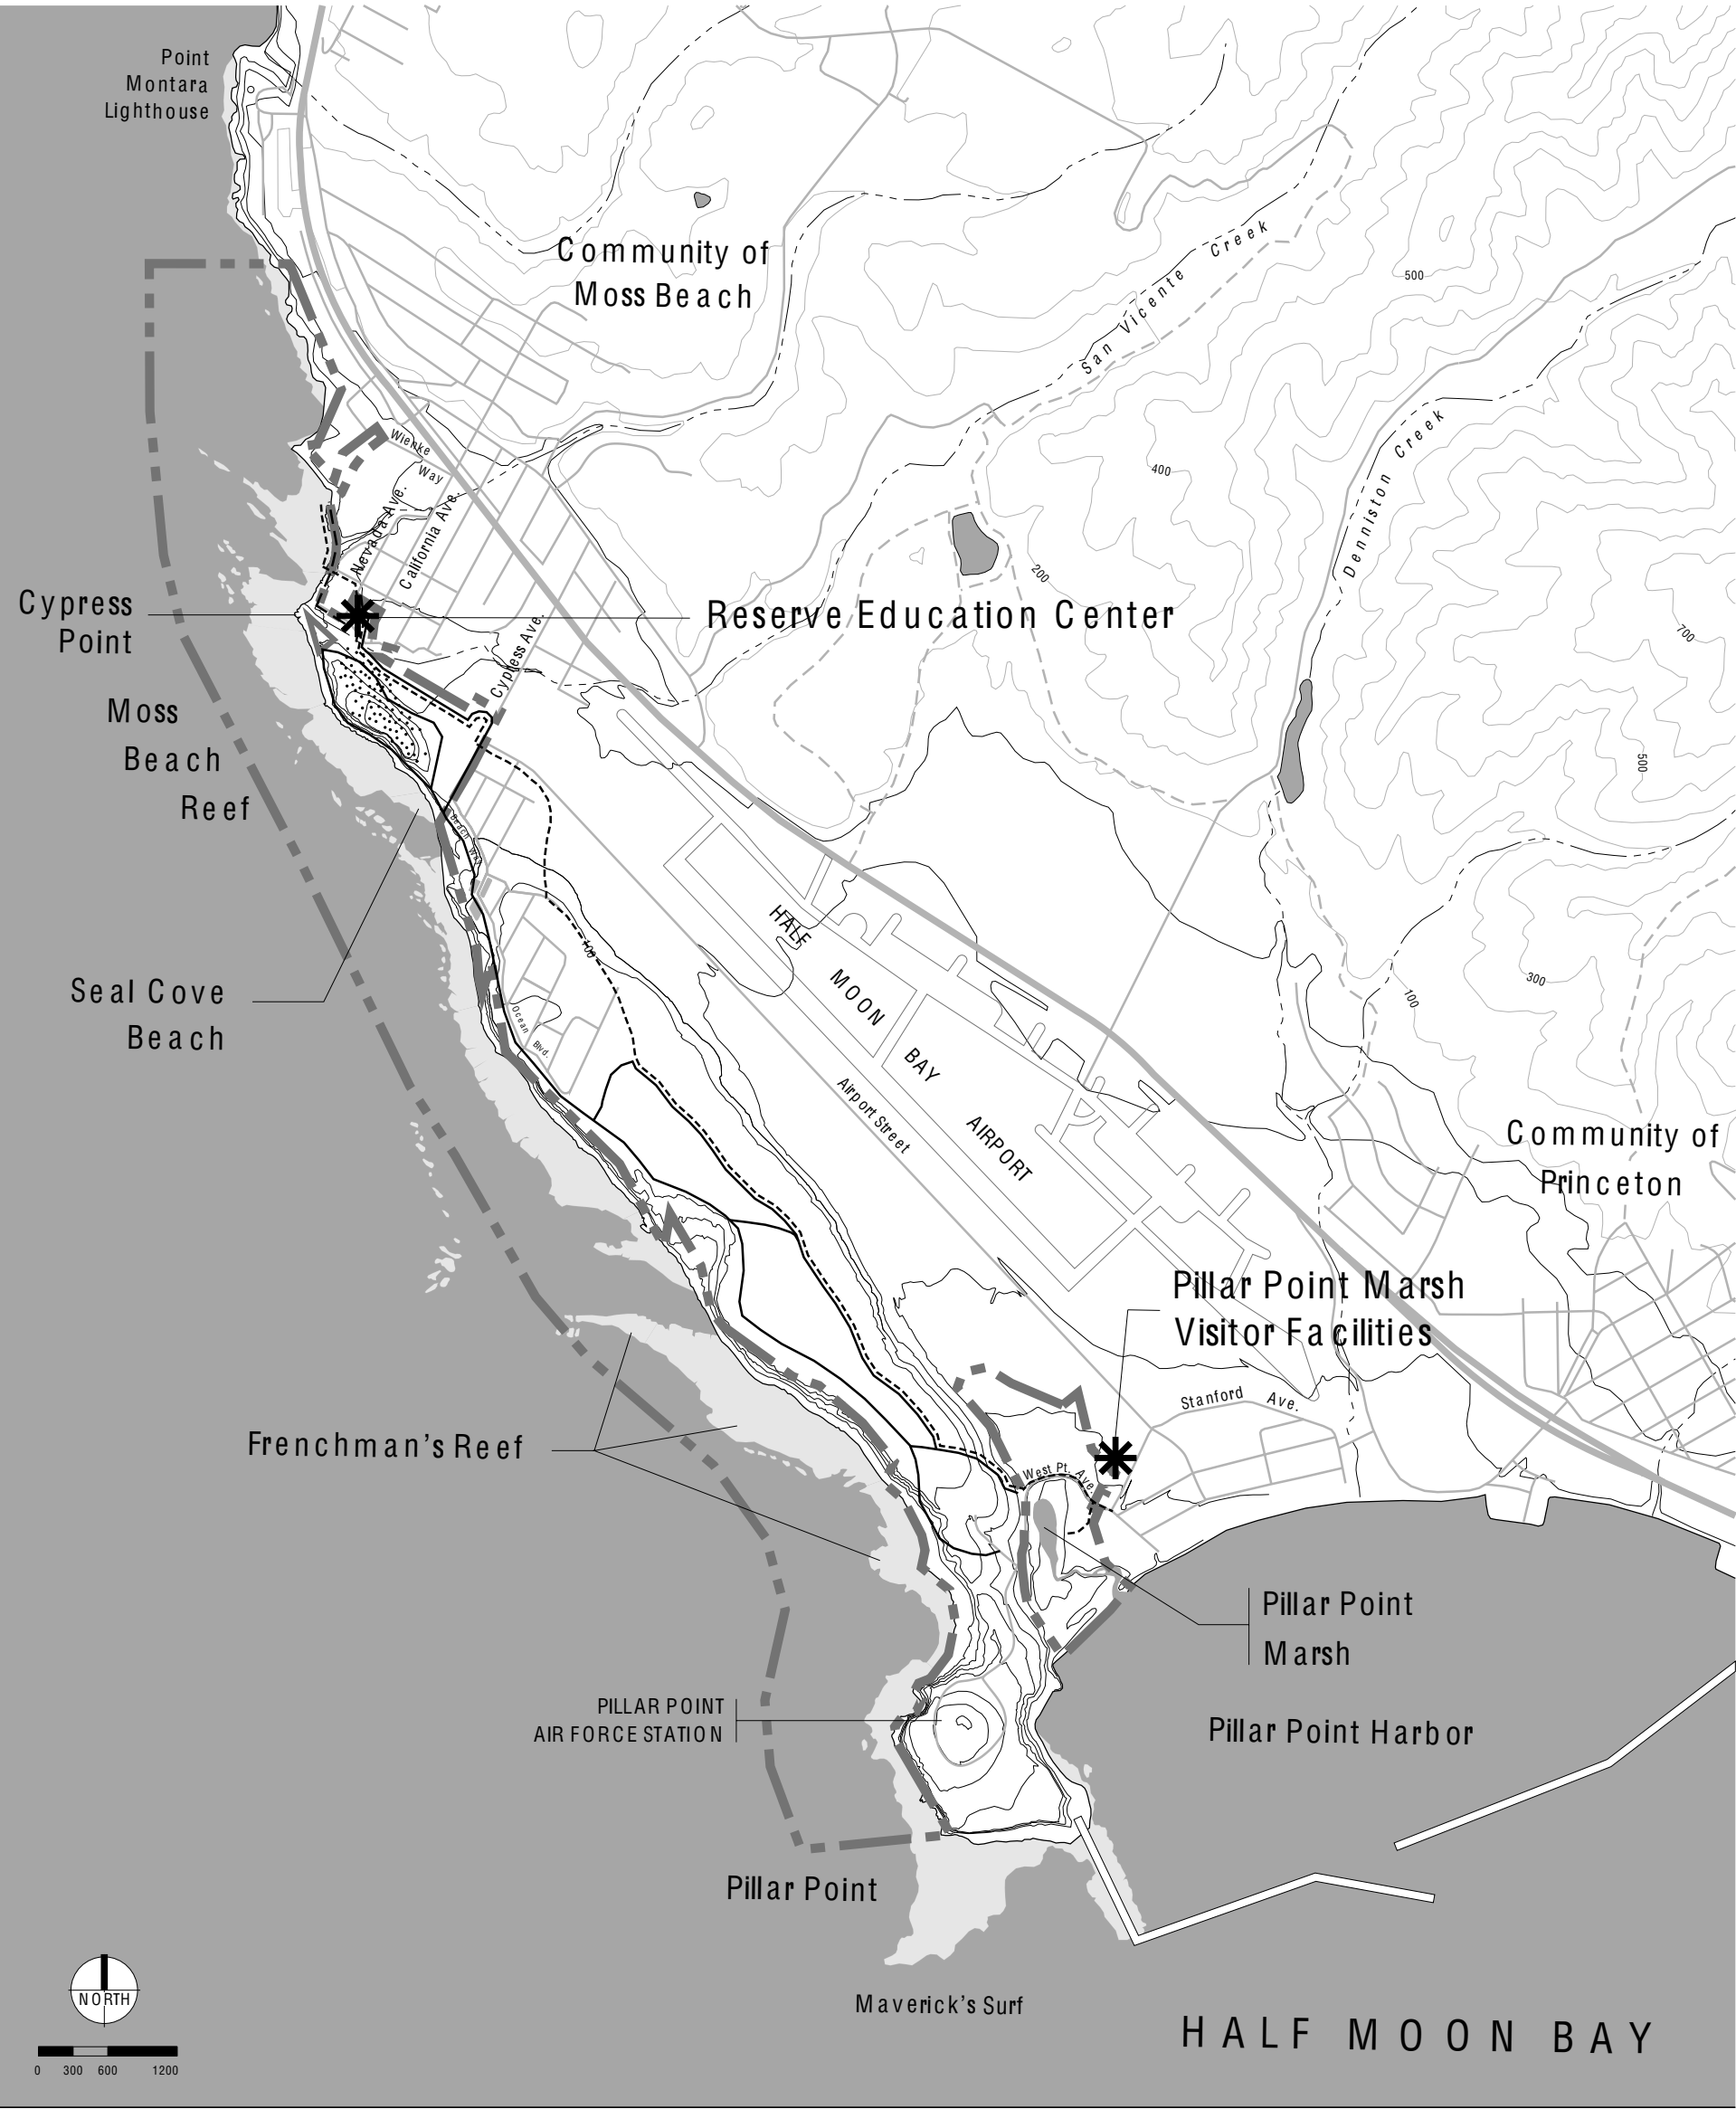 Point
Montara
Lighthouse
Community of
Moss Beach
San Vicente Creek
500
Wienke
Way
Nevada Ave.
California Ave.
400
Denniston Creek
200
Cypress
Point
Reserve Education Center
700
Cypress Ave.
Moss
Beach
Reef
500
Beach Way
HALF
MOON
BAY
AIRPORT
Airport Street
100
300
100
Seal Cove
Beach
Ocean
Blvd.
Community of
Princeton
Pillar Point Marsh
Visitor Facilities
Stanford Ave.
Frenchman's Reef
West Pt. Ave.
Pillar Point
Marsh
PILLAR POINT
AIR FORCE STATION
Pillar Point Harbor
Pillar Point
NORTH
Maverick's Surf
HALF MOON BAY
0 300 600 1200